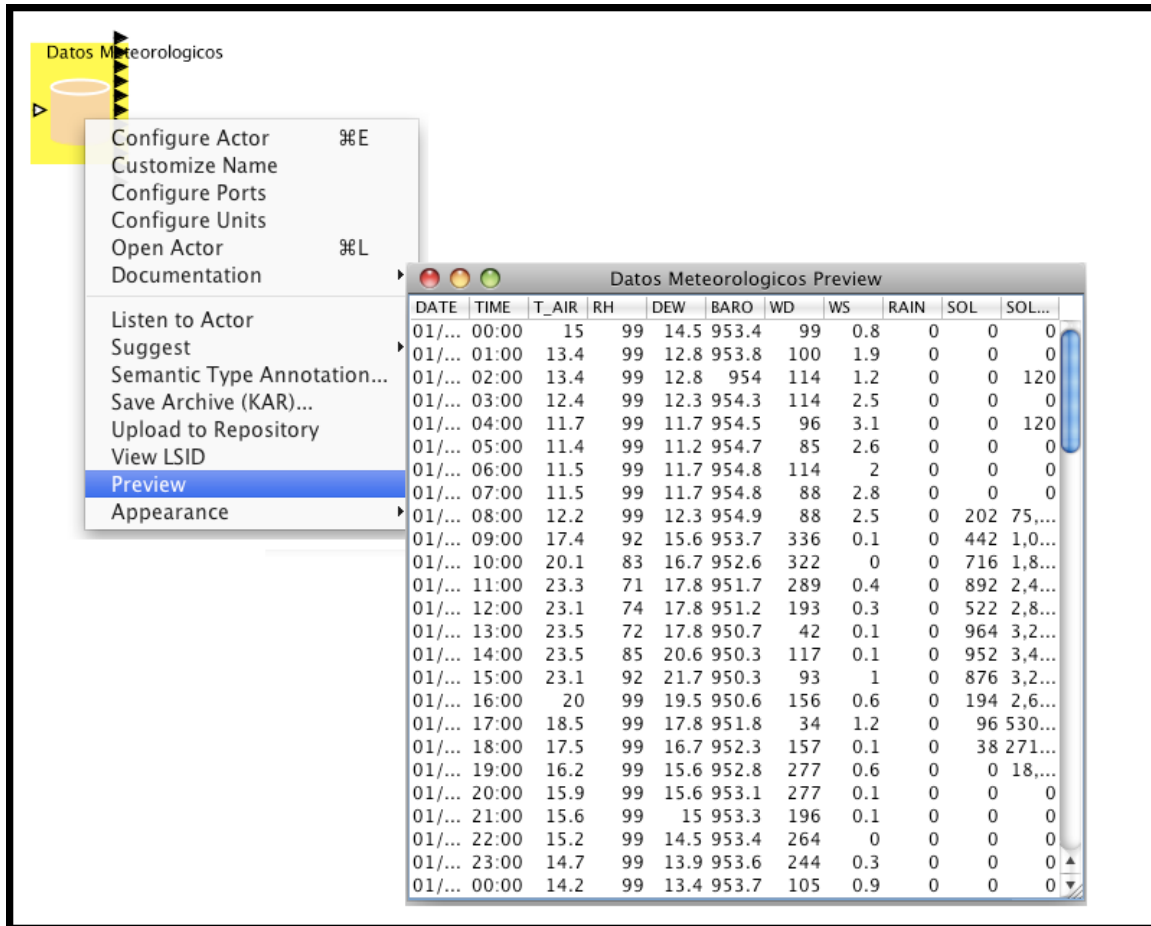 Datos Meteorologicos
Configure Actor ⌘E
Customize Name
Configure Ports
Configure Units
Open Actor ⌘L
Documentation
Listen to Actor
Suggest
Semantic Type Annotation...
Save Archive (KAR)...
Upload to Repository
View LSID
Preview
Appearance
Datos Meteorologicos Preview
DATE TIME T_AIR RH DEW BARO WD WS RAIN SOL SOL...
01/... 00:00 15 99 14.5 953.4 99 0.8 0 0 0
01/... 01:00 13.4 99 12.8 953.8 100 1.9 0 0 0
01/... 02:00 13.4 99 12.8 954 114 1.2 0 0 120
01/... 03:00 12.4 99 12.3 954.3 114 2.5 0 0 0
01/... 04:00 11.7 99 11.7 954.5 96 3.1 0 0 120
01/... 05:00 11.4 99 11.2 954.7 85 2.6 0 0 0
01/... 06:00 11.5 99 11.7 954.8 114 2 0 0 0
01/... 07:00 11.5 99 11.7 954.8 88 2.8 0 0 0
01/... 08:00 12.2 99 12.3 954.9 88 2.5 0 202 75,...
01/... 09:00 17.4 92 15.6 953.7 336 0.1 0 442 1,0...
01/... 10:00 20.1 83 16.7 952.6 322 0 0 716 1,8...
01/... 11:00 23.3 71 17.8 951.7 289 0.4 0 892 2,4...
01/... 12:00 23.1 74 17.8 951.2 193 0.3 0 522 2,8...
01/... 13:00 23.5 72 17.8 950.7 42 0.1 0 964 3,2...
01/... 14:00 23.5 85 20.6 950.3 117 0.1 0 952 3,4...
01/... 15:00 23.1 92 21.7 950.3 93 1 0 876 3,2...
01/... 16:00 20 99 19.5 950.6 156 0.6 0 194 2,6...
01/... 17:00 18.5 99 17.8 951.8 34 1.2 0 96 530...
01/... 18:00 17.5 99 16.7 952.3 157 0.1 0 38 271...
01/... 19:00 16.2 99 15.6 952.8 277 0.6 0 0 18,...
01/... 20:00 15.9 99 15.6 953.1 277 0.1 0 0 0
01/... 21:00 15.6 99 15 953.3 196 0.1 0 0 0
01/... 22:00 15.2 99 14.5 953.4 264 0 0 0 0
01/... 23:00 14.7 99 13.9 953.6 244 0.3 0 0 0
01/... 00:00 14.2 99 13.4 953.7 105 0.9 0 0 0